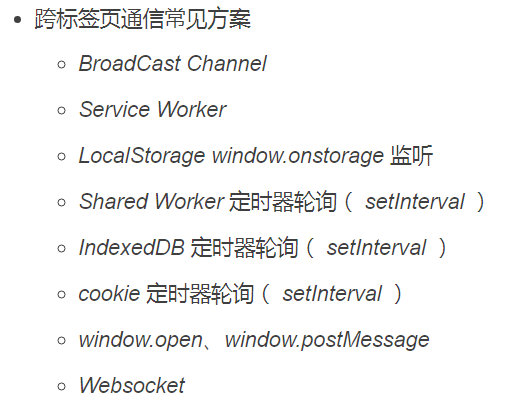 跨标签页通信常见方案
BroadCast Channel
Service Worker
LocalStorage window.onstorage 监听
Shared Worker 定时器轮询（ setInterval ）
IndexedDB 定时器轮询（ setInterval ）
cookie 定时器轮询（ setInterval ）
window.open、window.postMessage
Websocket